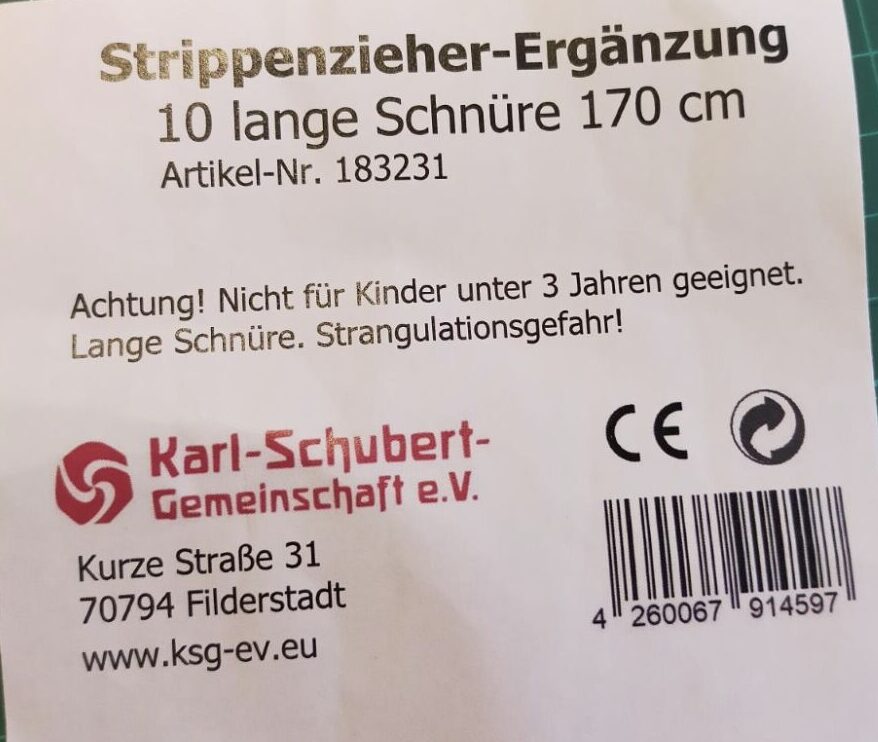 Strippenzieher-Ergänzung
10 lange Schnüre 170 cm
Artikel-Nr. 183231
Achtung! Nicht für Kinder unter 3 Jahren geeignet.
Lange Schnüre. Strangulationsgefahr!
Karl-Schubert-
Gemeinschaft e.V.
Kurze Straße 31
70794 Filderstadt
www.ksg-ev.eu
CE
4 260067 914597